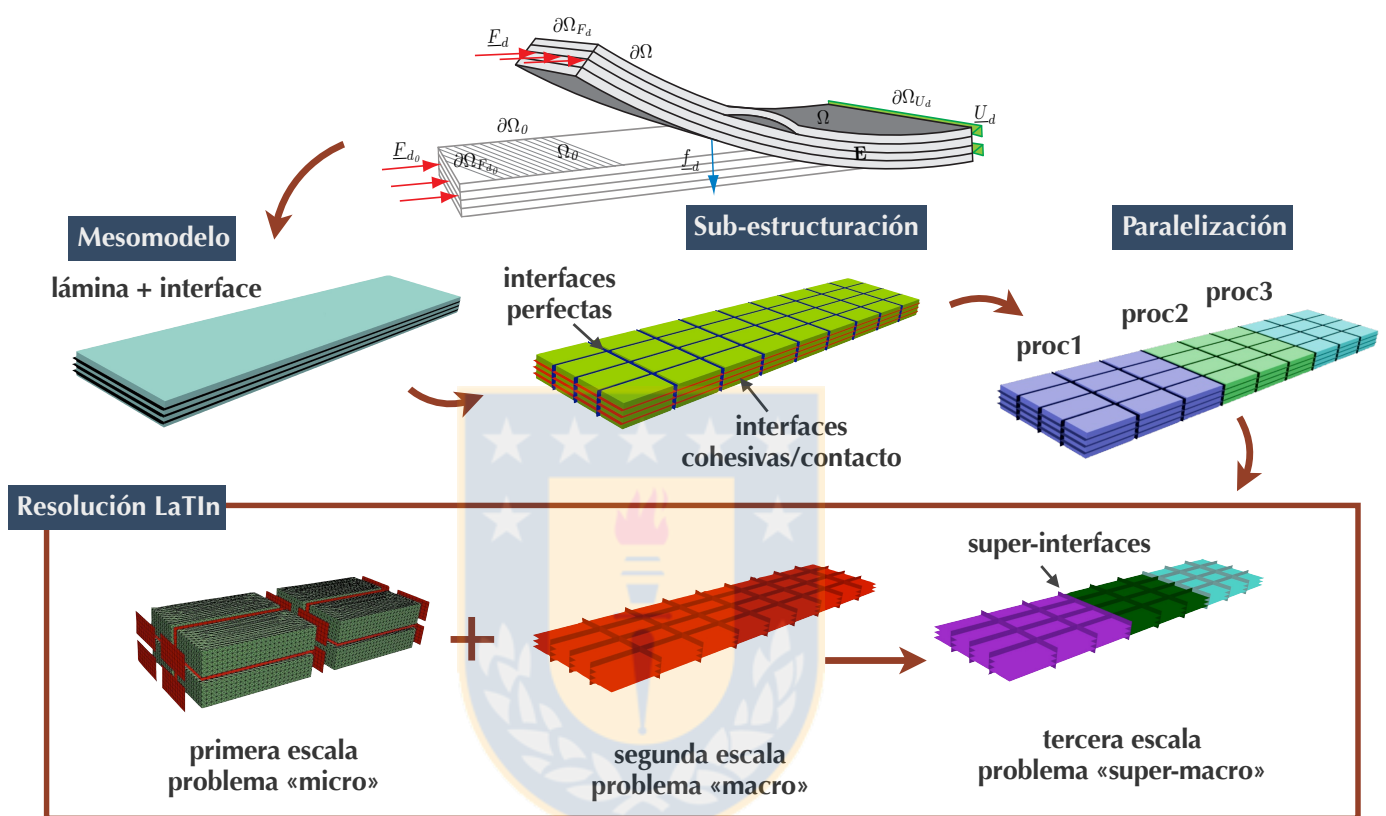 F_d
∂Ω_{F_d}
∂Ω
∂Ω_{U_d}
U_d
Ω
E
∂Ω_0
F_{d_0}
∂Ω_{F_{d_0}}
Ω_0
f_d
Mesomodelo
lámina + interface
Sub-estructuración
interfaces
perfectas
interfaces
cohesivas/contacto
Paralelización
proc1
proc2
proc3
Resolución LaTIn
+
super-interfaces
primera escala
problema «micro»
segunda escala
problema «macro»
tercera escala
problema «super-macro»